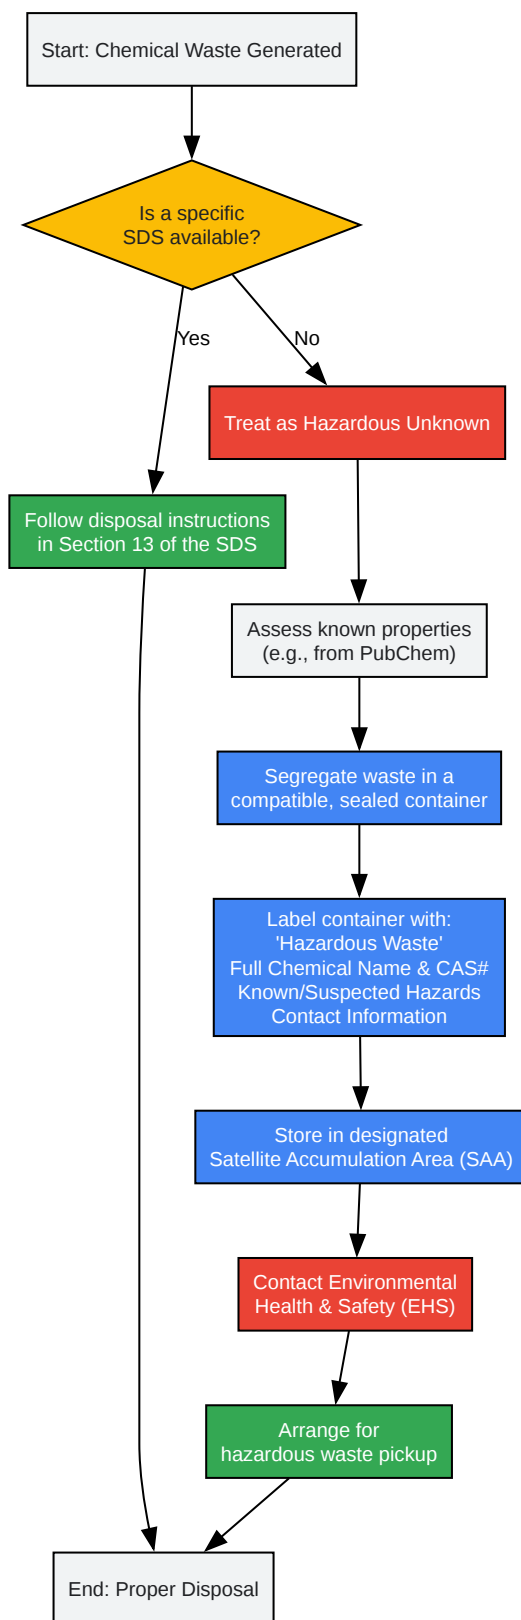 Start: Chemical Waste Generated
Is a specific
SDS available?
Yes
No
Treat as Hazardous Unknown
Follow disposal instructions
in Section 13 of the SDS
Assess known properties
(e.g., from PubChem)
Segregate waste in a
compatible, sealed container
Label container with:
'Hazardous Waste'
Full Chemical Name & CAS#
Known/Suspected Hazards
Contact Information
Store in designated
Satellite Accumulation Area (SAA)
Contact Environmental
Health & Safety (EHS)
Arrange for
hazardous waste pickup
End: Proper Disposal